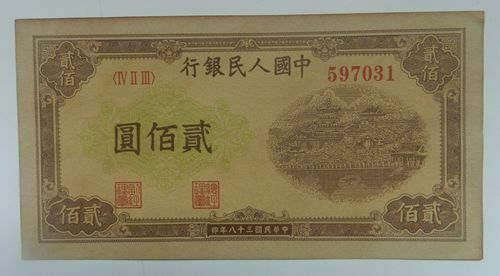 貳佰
貳佰
中國人民銀行
〈IV II III〉
597031
貳佰圓
貳佰
中華民國三十八年印